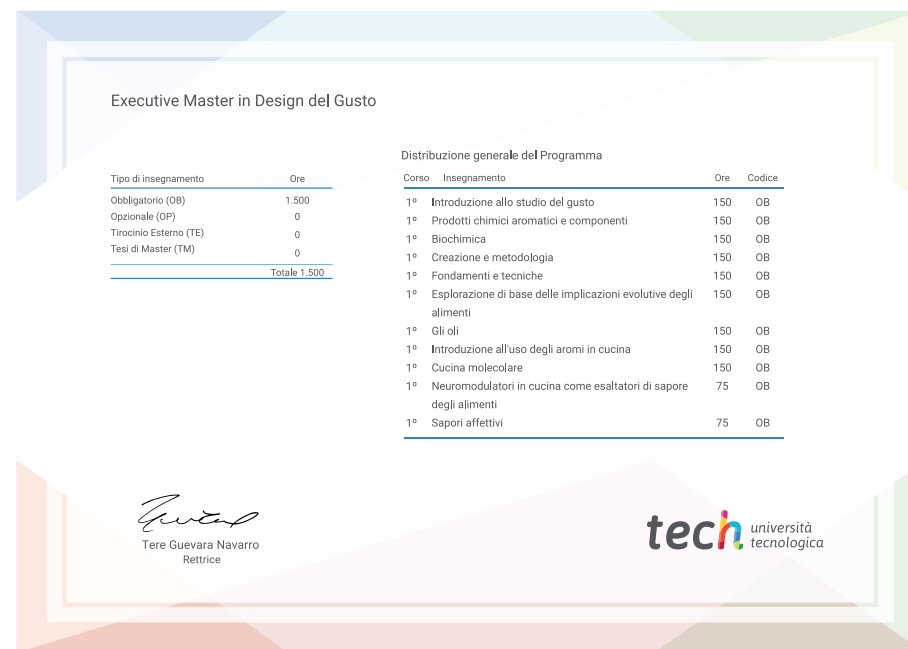 Executive Master in Design del Gusto
Tipo di insegnamento Ore
Obbligatorio (OB) 1.500
Opzionale (OP) 0
Tirocinio Esterno (TE) 0
Tesi di Master (TM) 0
Totale 1.500
Distribuzione generale del Programma
Corso Insegnamento Ore Codice
1º Introduzione allo studio del gusto 150 OB
1º Prodotti chimici aromatici e componenti 150 OB
1º Biochimica 150 OB
1º Creazione e metodologia 150 OB
1º Fondamenti e tecniche 150 OB
1º Esplorazione di base delle implicazioni evolutive degli 150 OB
alimenti
1º Gli oli 150 OB
1º Introduzione all'uso degli aromi in cucina 150 OB
1º Cucina molecolare 150 OB
1º Neuromodulatori in cucina come esaltatori di sapore 75 OB
degli alimenti
1º Sapori affettivi 75 OB
Tere Guevara Navarro
Rettrice
tech università
tecnologica